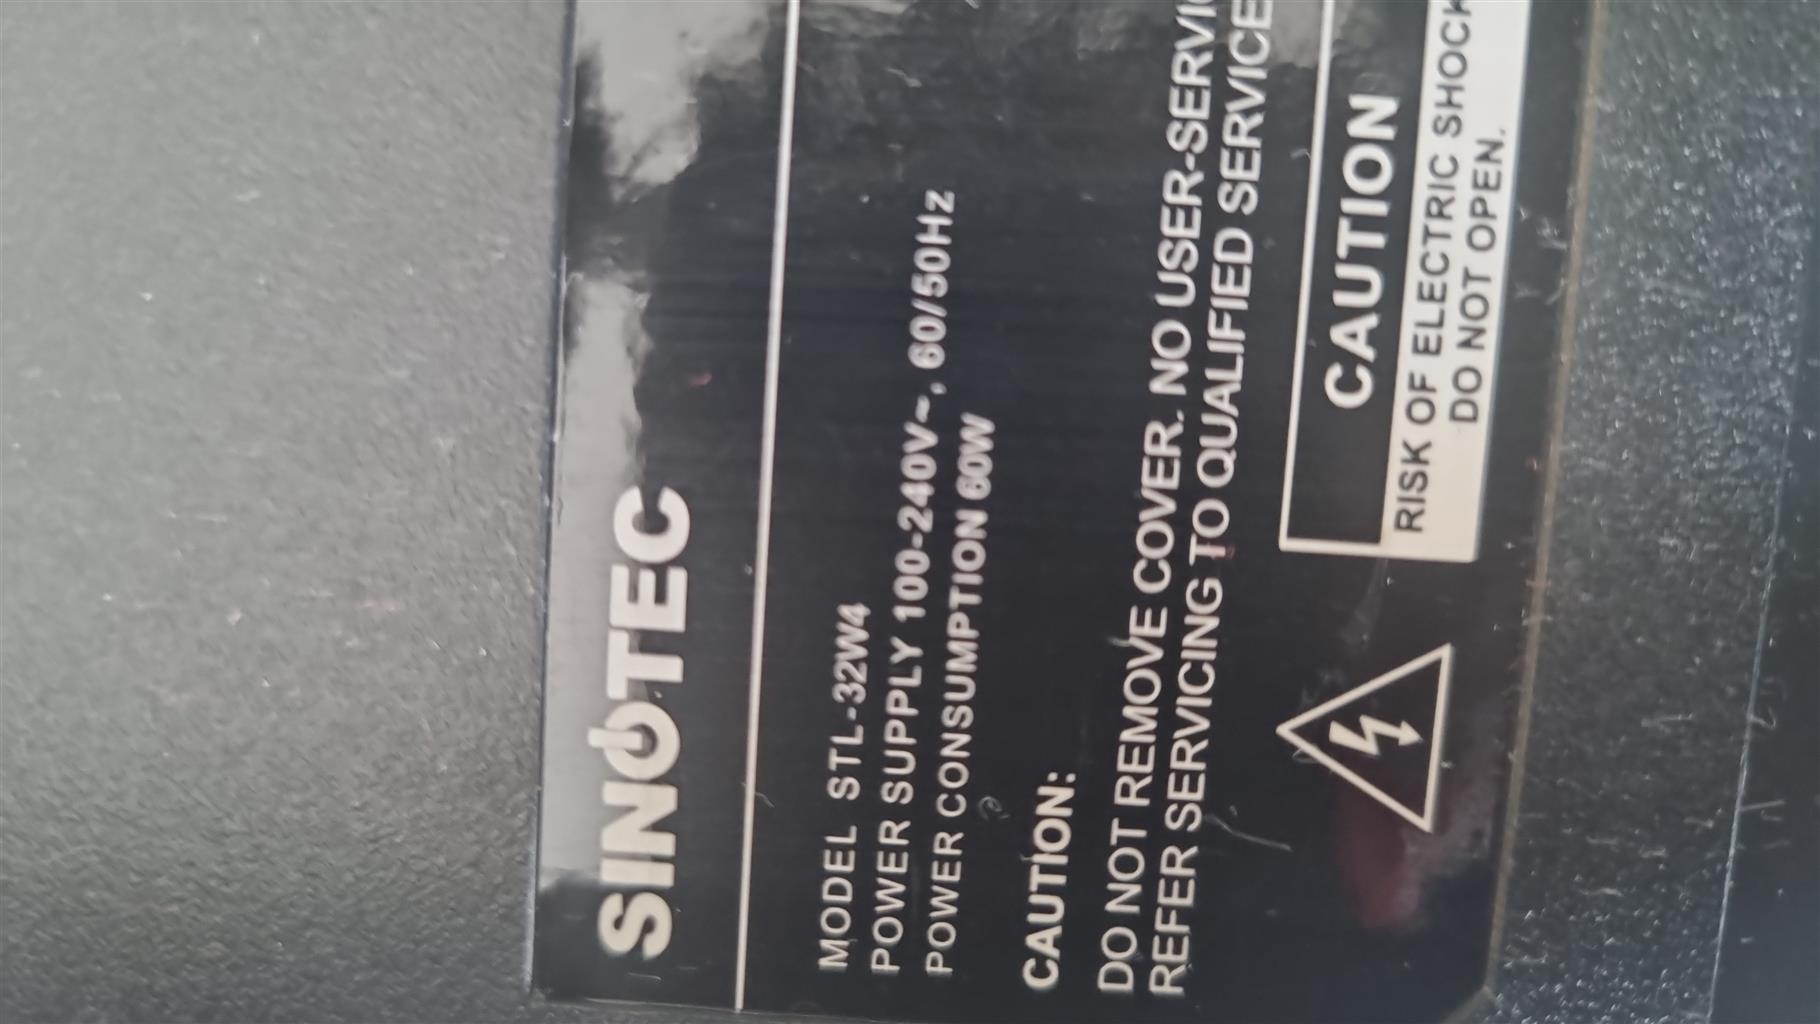 SINOTEC
MODEL STL-32W4
POWER SUPPLY 100-240V~, 60/50Hz
POWER CONSUMPTION 60W
CAUTION:
DO NOT REMOVE COVER. NO USER-SERVI
REFER SERVICING TO QUALIFIED SERVICE
CAUTION
RISK OF ELECTRIC SHOCK
DO NOT OPEN.